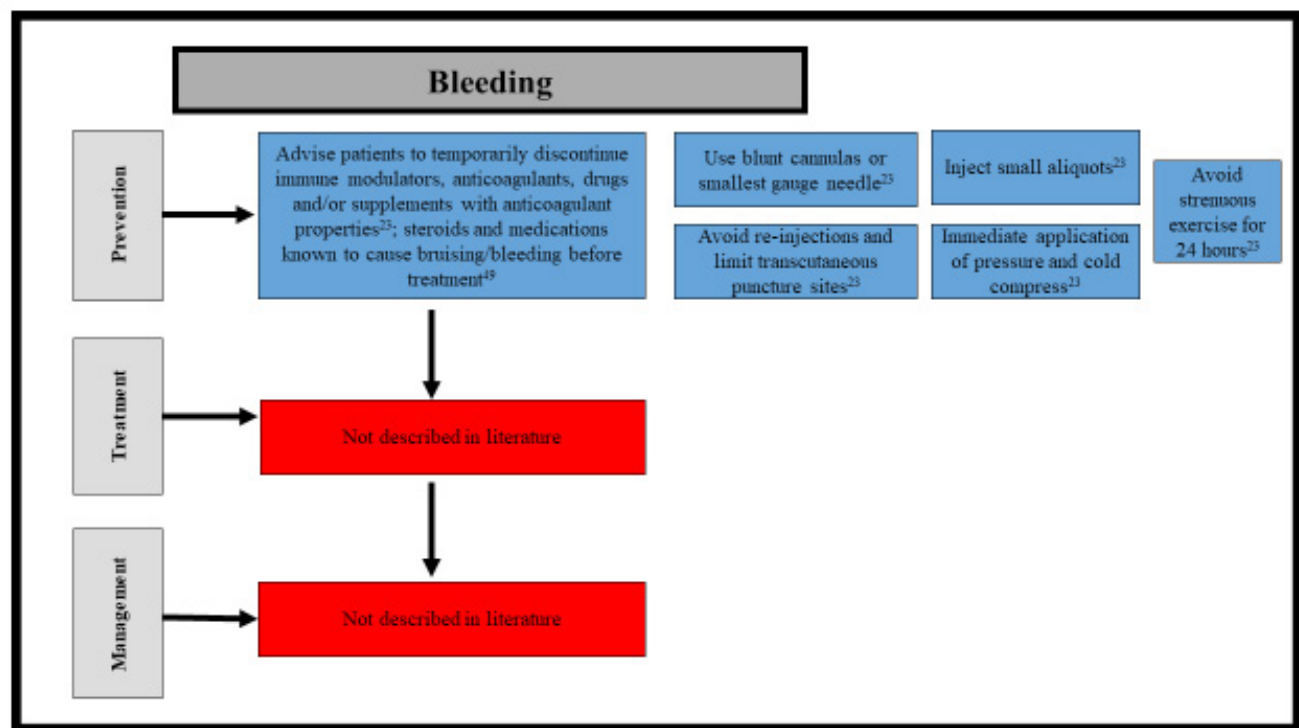 Bleeding
Prevention
Advise patients to temporarily discontinue
immune modulators, anticoagulants, drugs
and/or supplements with anticoagulant
properties²³; steroids and medications
known to cause bruising/bleeding before
treatment⁴⁹
Use blunt cannulas or
smallest gauge needle²³
Inject small aliquots²³
Avoid
strenuous
exercise for
24 hours²³
Avoid re-injections and
limit transcutaneous
puncture sites²³
Immediate application
of pressure and cold
compress²³
Treatment
Not described in literature
Management
Not described in literature